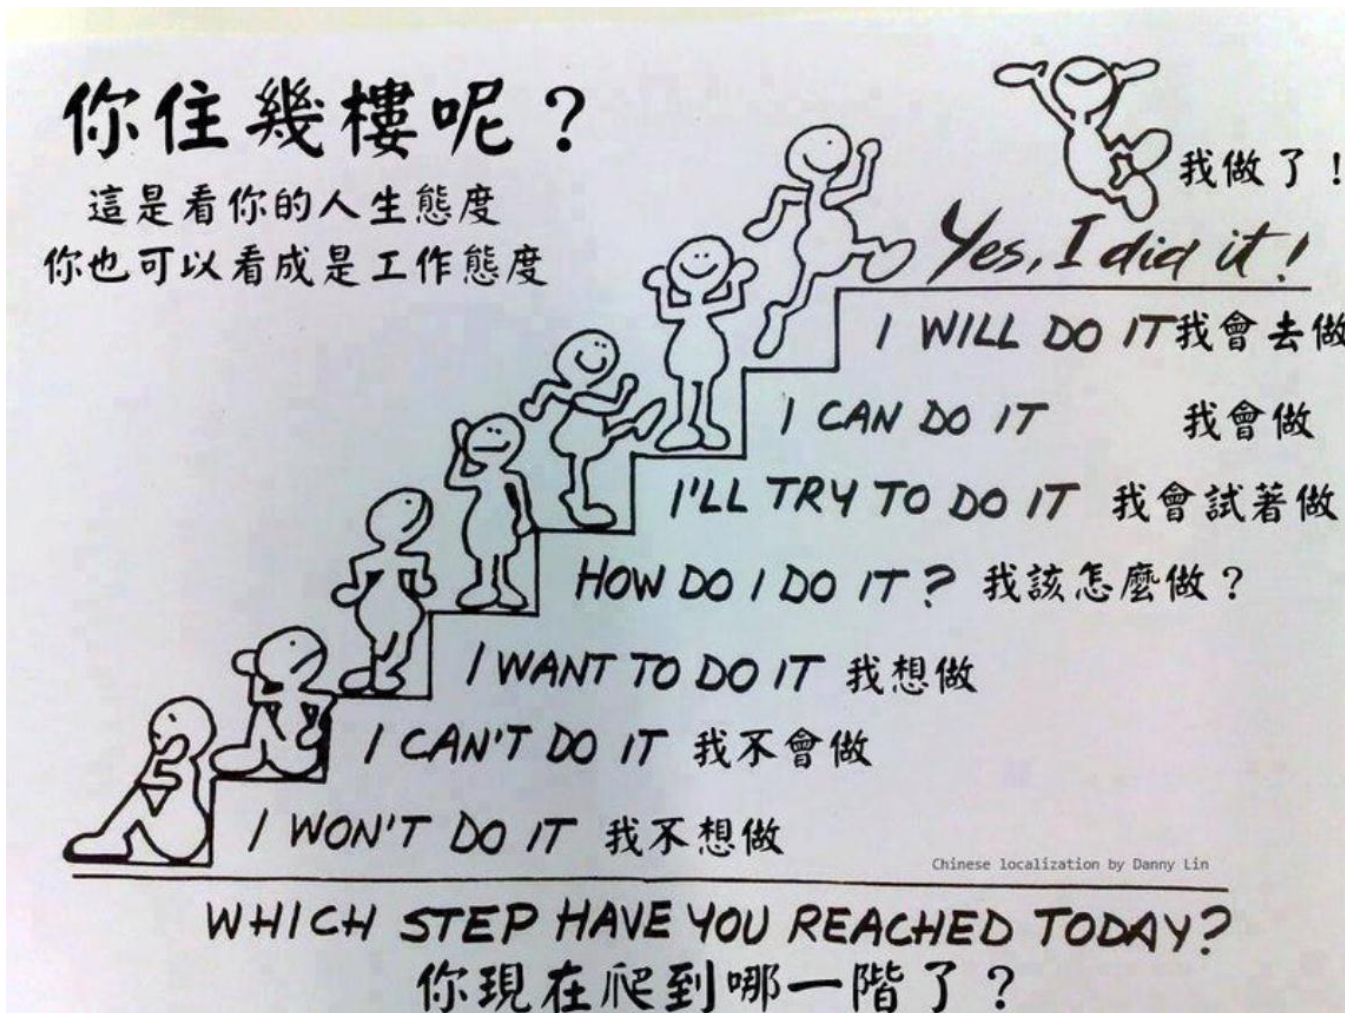 你住幾樓呢？
這是看你的人生態度
你也可以看成是工作態度
我做了！
Yes, I did it!
I WILL DO IT 我會去做
I CAN DO IT 我會做
I'LL TRY TO DO IT 我會試著做
HOW DO I DO IT? 我該怎麼做？
I WANT TO DO IT 我想做
I CAN'T DO IT 我不會做
I WON'T DO IT 我不想做
Chinese localization by Danny Lin
WHICH STEP HAVE YOU REACHED TODAY?
你現在爬到哪一階了？